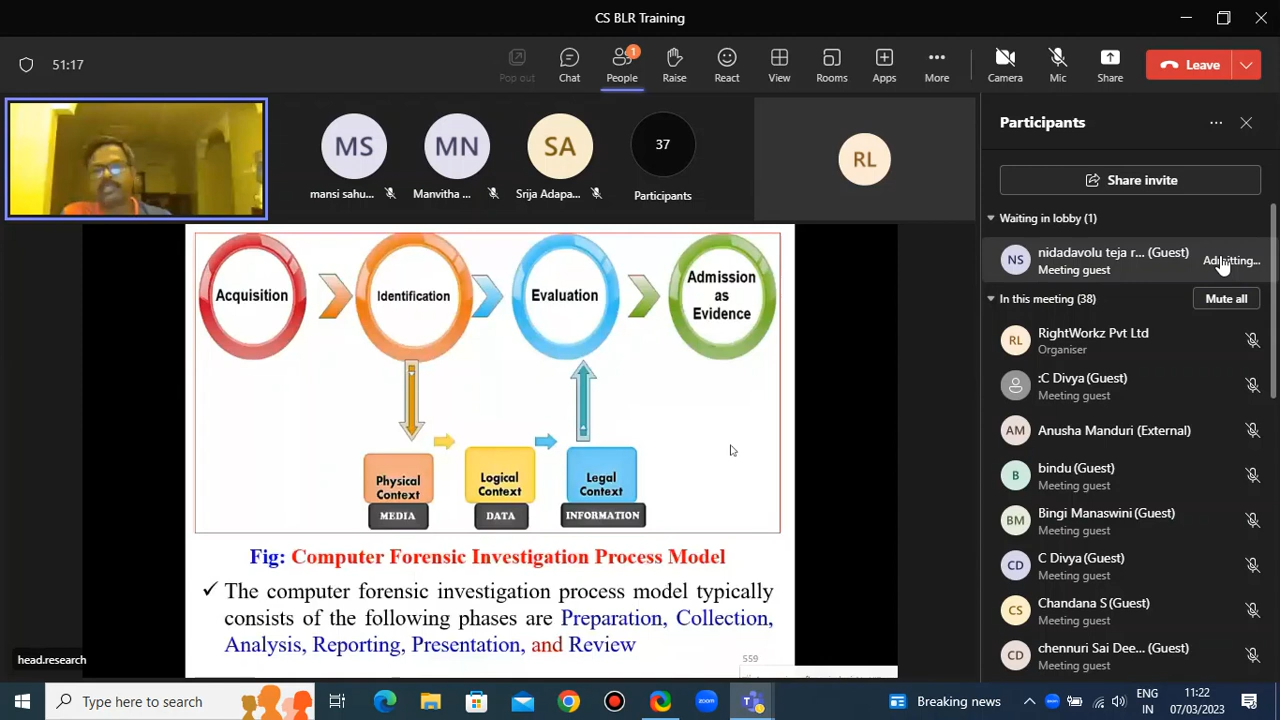 CS BLR Training
51:17
Pop out
Chat
1
People
Raise
React
View
Rooms
Apps
More
Camera
Mic
Share
Leave
MS
mansi sahu...
MN
Manvitha ...
SA
Srija Adapa...
37
Participants
RL
Participants
Share invite
Waiting in lobby (1)
NS
nidadavolu teja r... (Guest)
Meeting guest
Admitting...
In this meeting (38)
Mute all
RL
RightWorkz Pvt Ltd
Organiser
:C Divya (Guest)
Meeting guest
AM
Anusha Manduri (External)
B
bindu (Guest)
Meeting guest
BM
Birgi Manaswini (Guest)
Meeting guest
CD
C Divya (Guest)
Meeting guest
CS
Chandana S (Guest)
Meeting guest
CD
chennuri Sai Dee... (Guest)
Meeting guest
Acquisition
Identification
Evaluation
Admission
as
Evidence
Physical
Context
MEDIA
Logical
Context
DATA
Legal
Context
INFORMATION
Fig: Computer Forensic Investigation Process Model
✓ The computer forensic investigation process model typically
consists of the following phases are Preparation, Collection,
Analysis, Reporting, Presentation, and Review
559
head.research
Type here to search
zoom
Breaking news
ENG
IN
11:22
07/03/2023